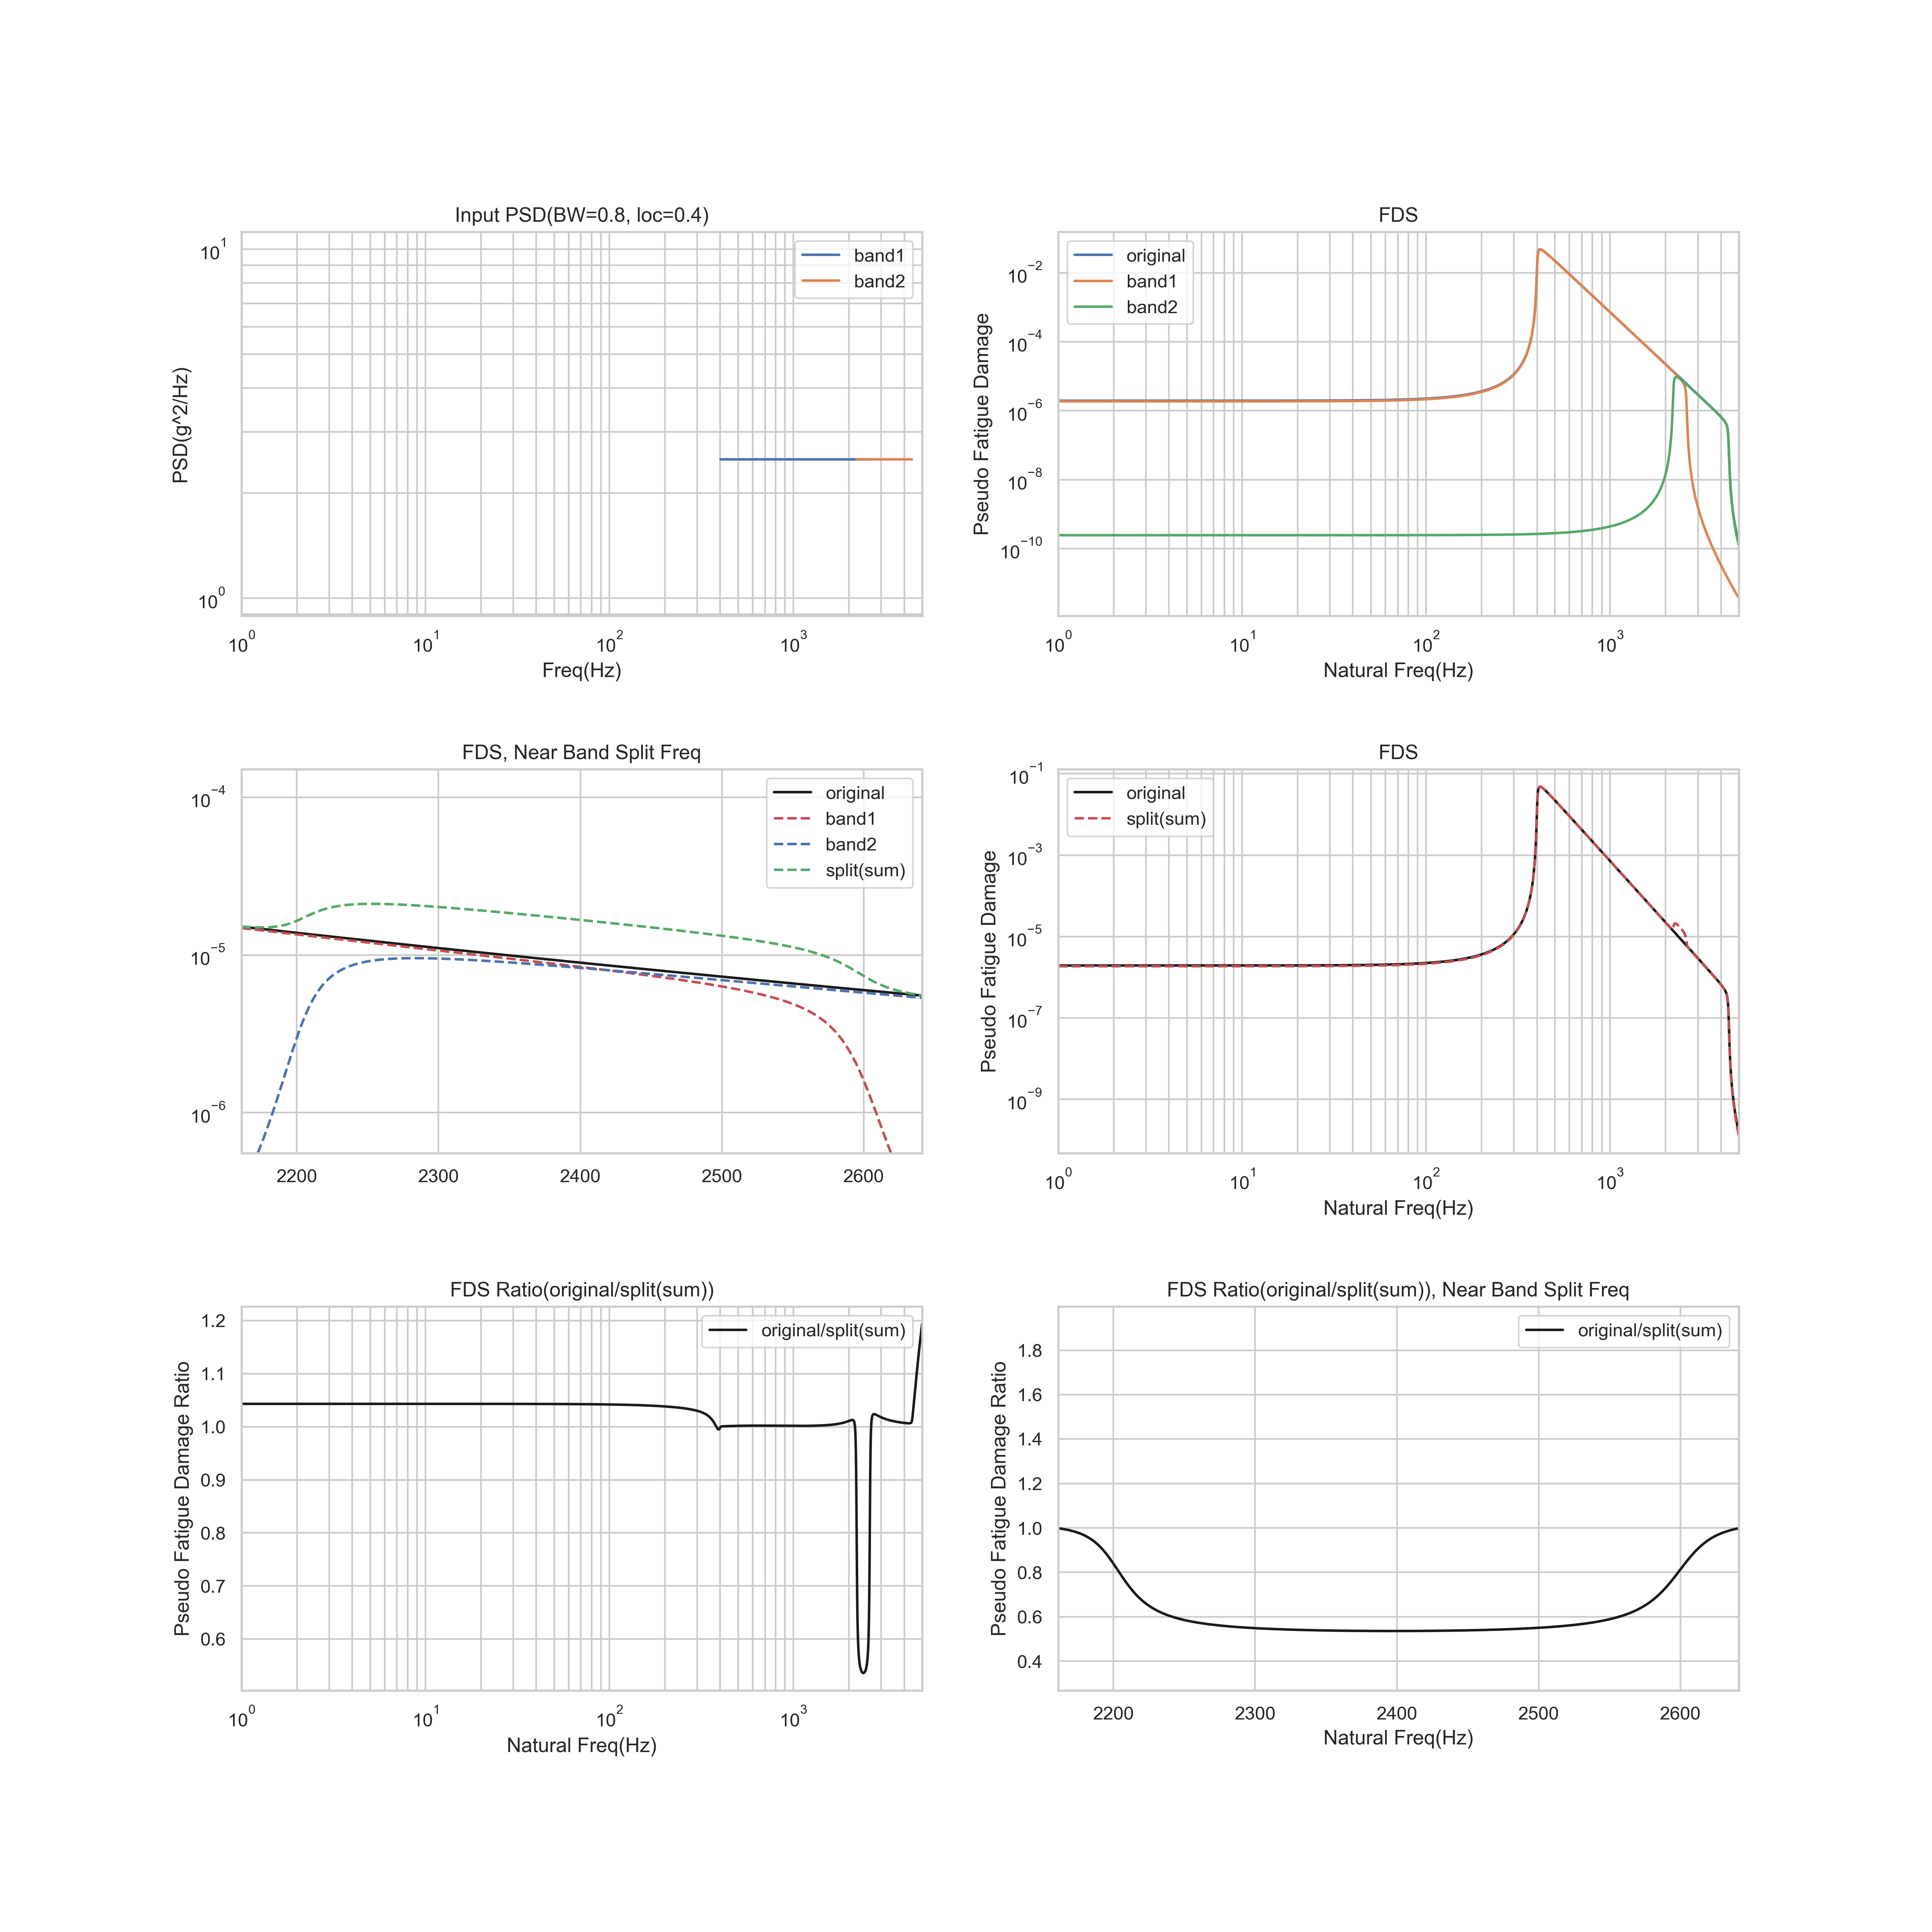 Input PSD(BW=0.8, loc=0.4)
10^1
10^0
PSD(g^2/Hz)
band1
band2
10^0 10^1 10^2 10^3
Freq(Hz)
FDS
10^-2
10^-4
10^-6
10^-8
10^-10
Pseudo Fatigue Damage
original
band1
band2
10^0 10^1 10^2 10^3
Natural Freq(Hz)
FDS, Near Band Split Freq
10^-4
10^-5
10^-6
original
band1
band2
split(sum)
2200 2300 2400 2500 2600
FDS
10^-1
10^-3
10^-5
10^-7
10^-9
Pseudo Fatigue Damage
original
split(sum)
10^0 10^1 10^2 10^3
Natural Freq(Hz)
FDS Ratio(original/split(sum))
1.2
1.1
1.0
0.9
0.8
0.7
0.6
Pseudo Fatigue Damage Ratio
original/split(sum)
10^0 10^1 10^2 10^3
Natural Freq(Hz)
FDS Ratio(original/split(sum)), Near Band Split Freq
1.8
1.6
1.4
1.2
1.0
0.8
0.6
0.4
Pseudo Fatigue Damage Ratio
original/split(sum)
2200 2300 2400 2500 2600
Natural Freq(Hz)